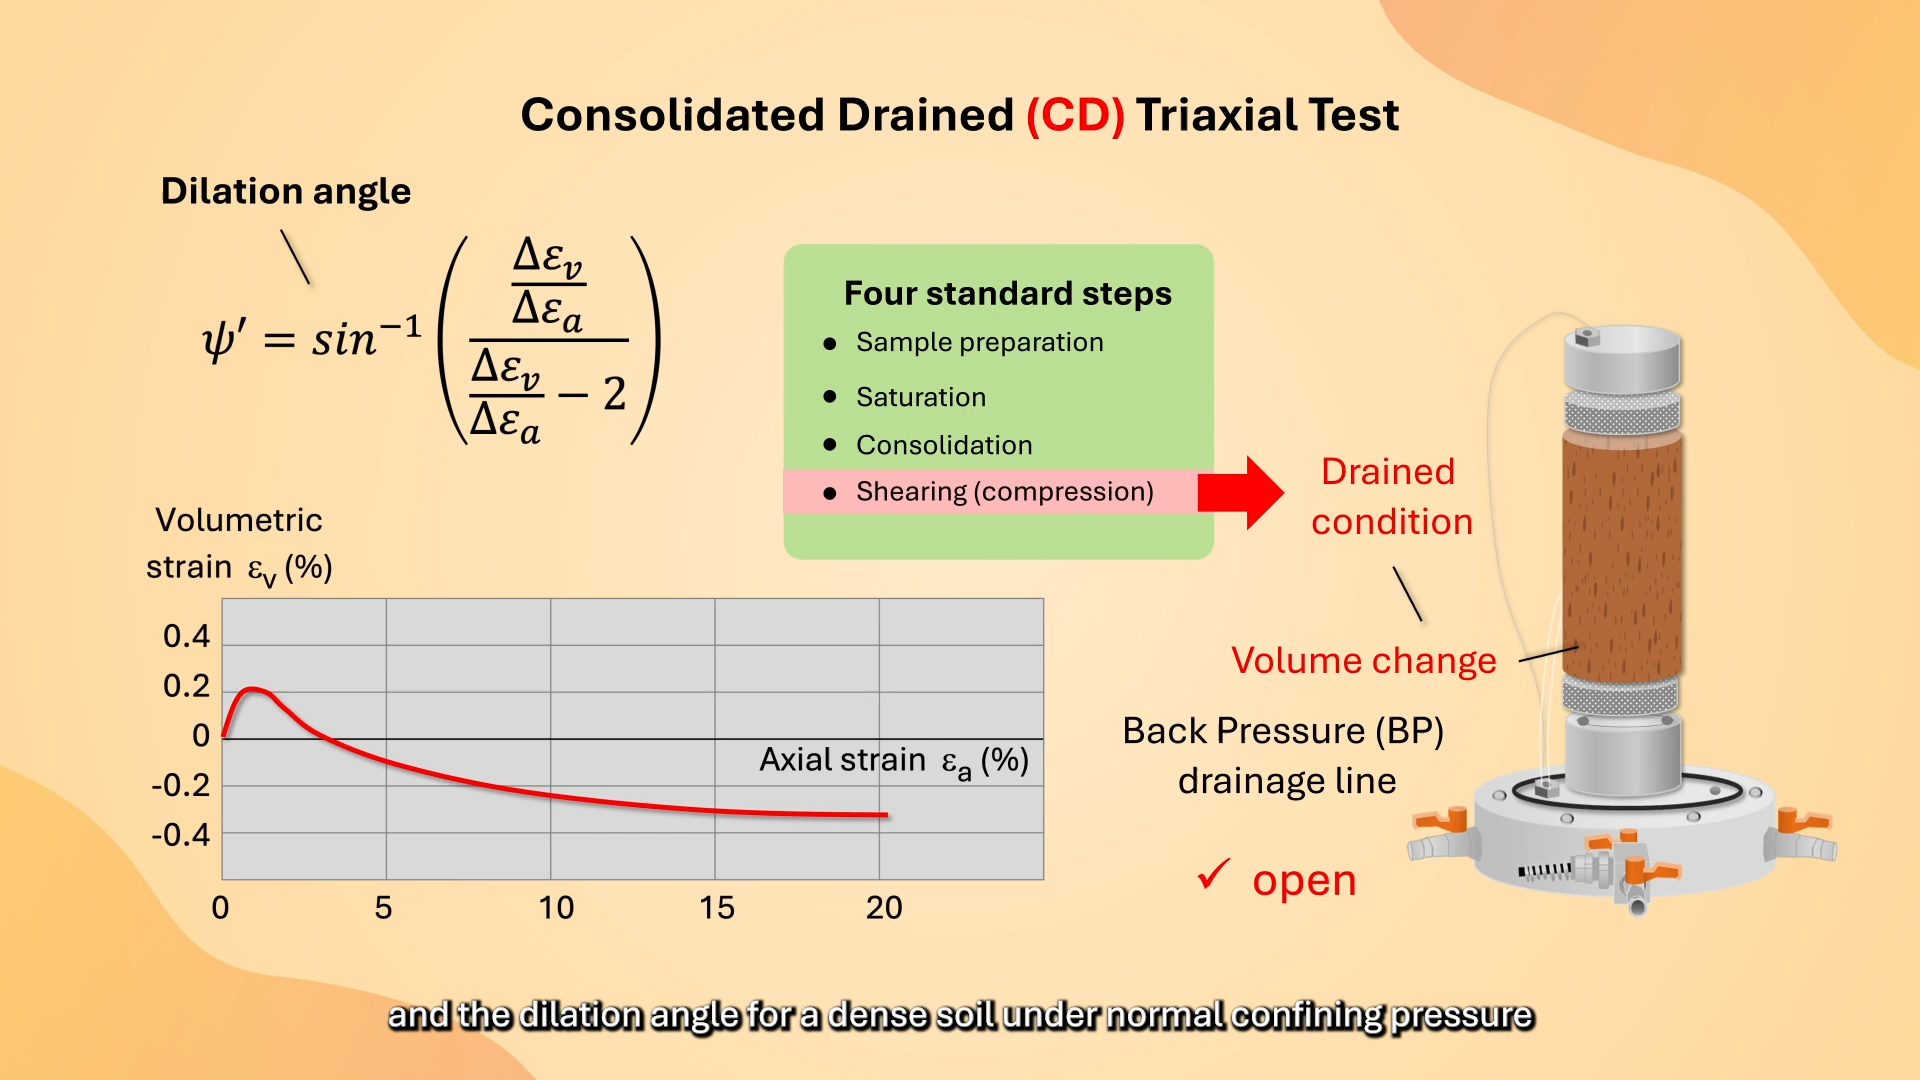 Consolidated Drained (CD) Triaxial Test
Dilation angle
ψ′ = sin⁻¹ ( (Δεᵥ/Δεₐ) / (Δεᵥ/Δεₐ − 2) )
Four standard steps
● Sample preparation
● Saturation
● Consolidation
● Shearing (compression)
Drained
condition
Volume change
Back Pressure (BP)
drainage line
✓ open
Volumetric
strain εᵥ (%)
0.4
0.2
0
-0.2
-0.4
Axial strain εₐ (%)
0 5 10 15 20
and the dilation angle for a dense soil under normal confining pressure